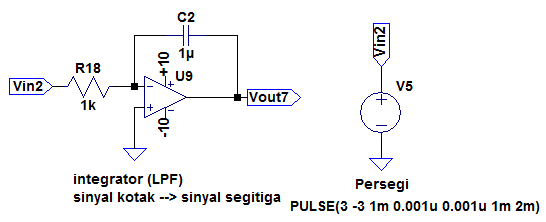 C2
1µ
R18
1k
Vin2
+10
U9
-10
Vout7
Vin2
V5
integrator (LPF)
sinyal kotak --> sinyal segitiga
Persegi
PULSE(3 -3 1m 0.001u 0.001u 1m 2m)